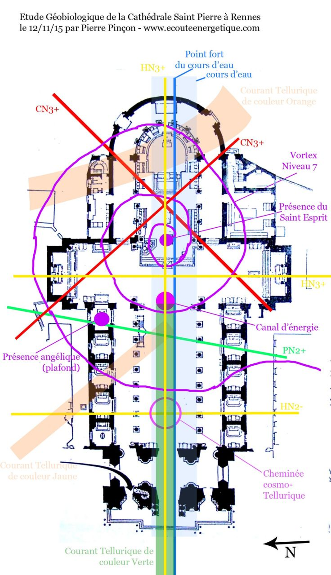 Etude Géobiologique de la Cathédrale Saint Pierre à Rennes
le 12/11/15 par Pierre Pinçon - www.ecouteenergetique.com
Point fort
du cours d'eau
HN3+
cours d'eau
Courant Tellurique
de couleur Orange
CN3+
CN3+
Vortex
Niveau 7
Présence du
Saint Esprit
HN3+
Canal d'énergie
PN2+
Présence angélique
(plafond)
HN2-
Courant Tellurique
de couleur Jaune
Cheminée
cosmo-
Tellurique
Courant Tellurique de
couleur Verte
N